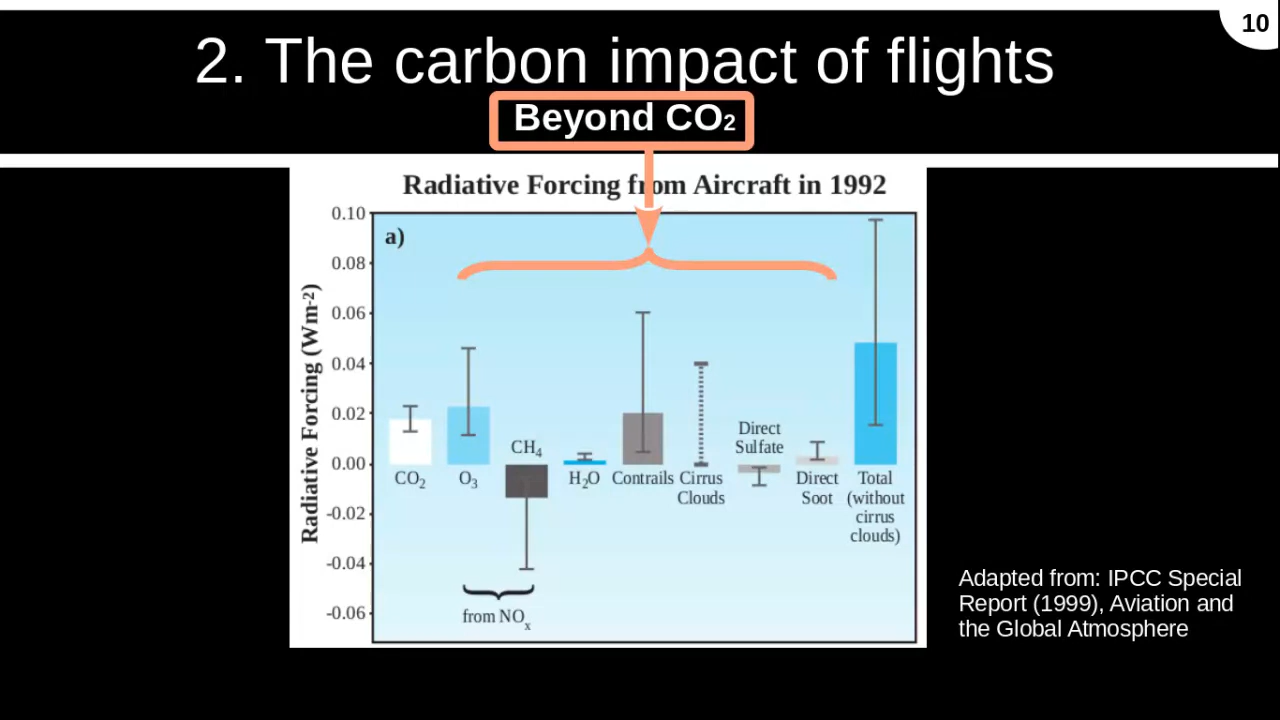 10
2. The carbon impact of flights
Beyond CO₂
Radiative Forcing from Aircraft in 1992
a)
Radiative Forcing (Wm-2)
0.10
0.08
0.06
0.04
0.02
0.00
-0.02
-0.04
-0.06
CO₂
O₃
CH₄
H₂O
Contrails
Cirrus
Clouds
Direct
Sulfate
Direct
Soot
Total
(without
cirrus
clouds)
from NOₓ
Adapted from: IPCC Special
Report (1999), Aviation and
the Global Atmosphere